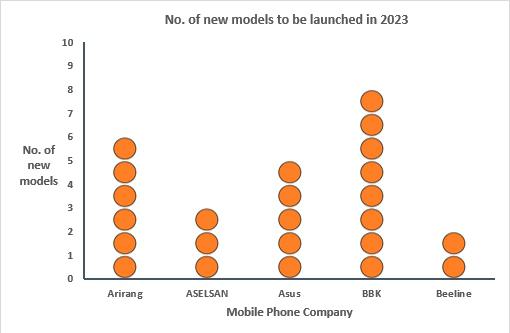 No. of new models to be launched in 2023
10
9
8
7
6
5
4
3
2
1
0
No. of
new
models
Arirang ASELSAN Asus BBK Beeline
Mobile Phone Company